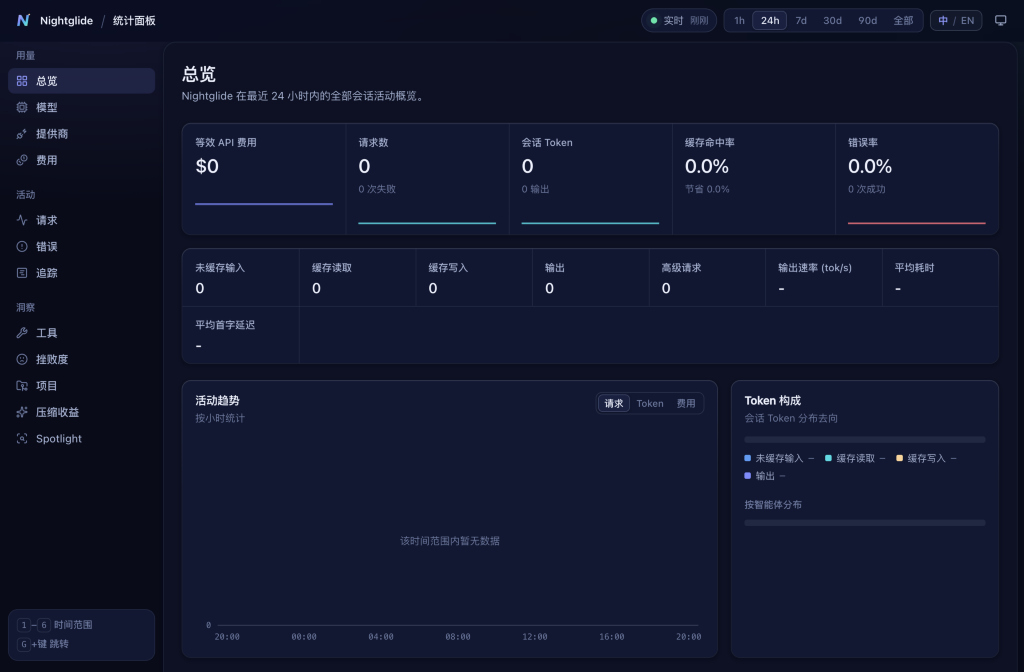 Nightglide / 统计面板
实时 刚刚
1h 24h 7d 30d 90d 全部
中 / EN
用量
总览
模型
提供商
费用
活动
请求
错误
追踪
洞察
工具
挫败度
项目
压缩收益
Spotlight
1 – 6 时间范围
G +键 跳转
总览
Nightglide 在最近 24 小时内的全部会话活动概览。
等效 API 费用
$0
请求数
0
0 次失败
会话 Token
0
0 输出
缓存命中率
0.0%
节省 0.0%
错误率
0.0%
0 次成功
未缓存输入
0
缓存读取
0
缓存写入
0
输出
0
高级请求
0
输出速率 (tok/s)
-
平均耗时
-
平均首字延迟
-
活动趋势
按小时统计
请求 Token 费用
该时间范围内暂无数据
0
20:00 00:00 04:00 08:00 12:00 16:00 20:00
Token 构成
会话 Token 分布去向
未缓存输入 – 缓存读取 – 缓存写入 –
输出 –
按智能体分布